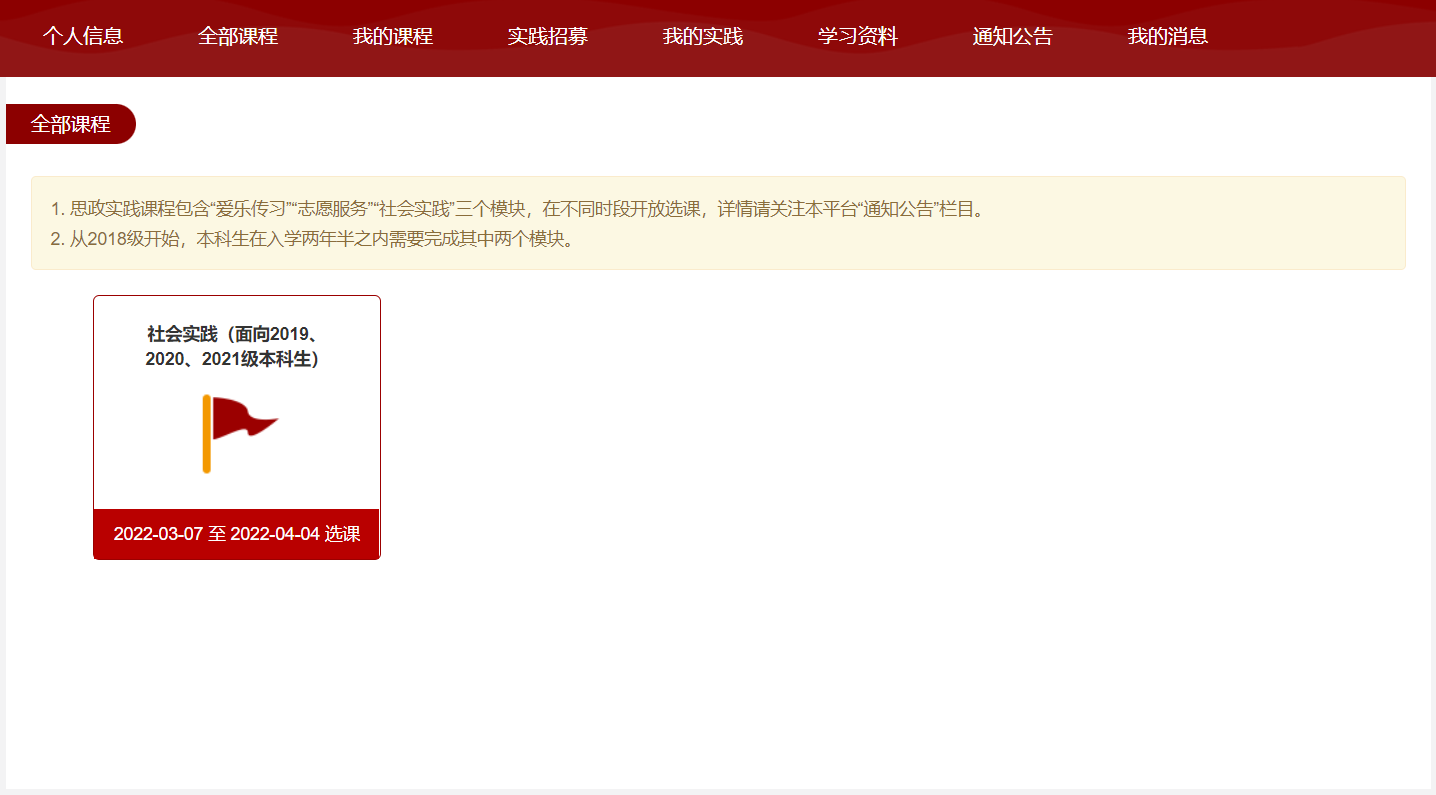 个人信息 全部课程 我的课程 实践招募 我的实践 学习资料 通知公告 我的消息
全部课程
1. 思政实践课程包含“爱乐传习”“志愿服务”“社会实践”三个模块，在不同时段开放选课，详情请关注本平台“通知公告”栏目。
2. 从2018级开始，本科生在入学两年半之内需要完成其中两个模块。
社会实践（面向2019、
2020、2021级本科生）
2022-03-07 至 2022-04-04 选课